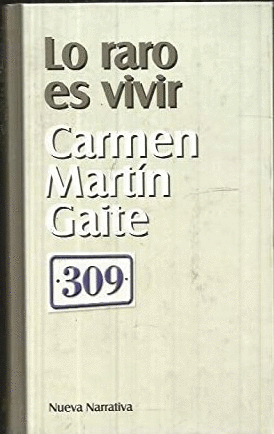 Lo raro
es vivir
Carmen
Martín
Gaite
·309·
Nueva Narrativa